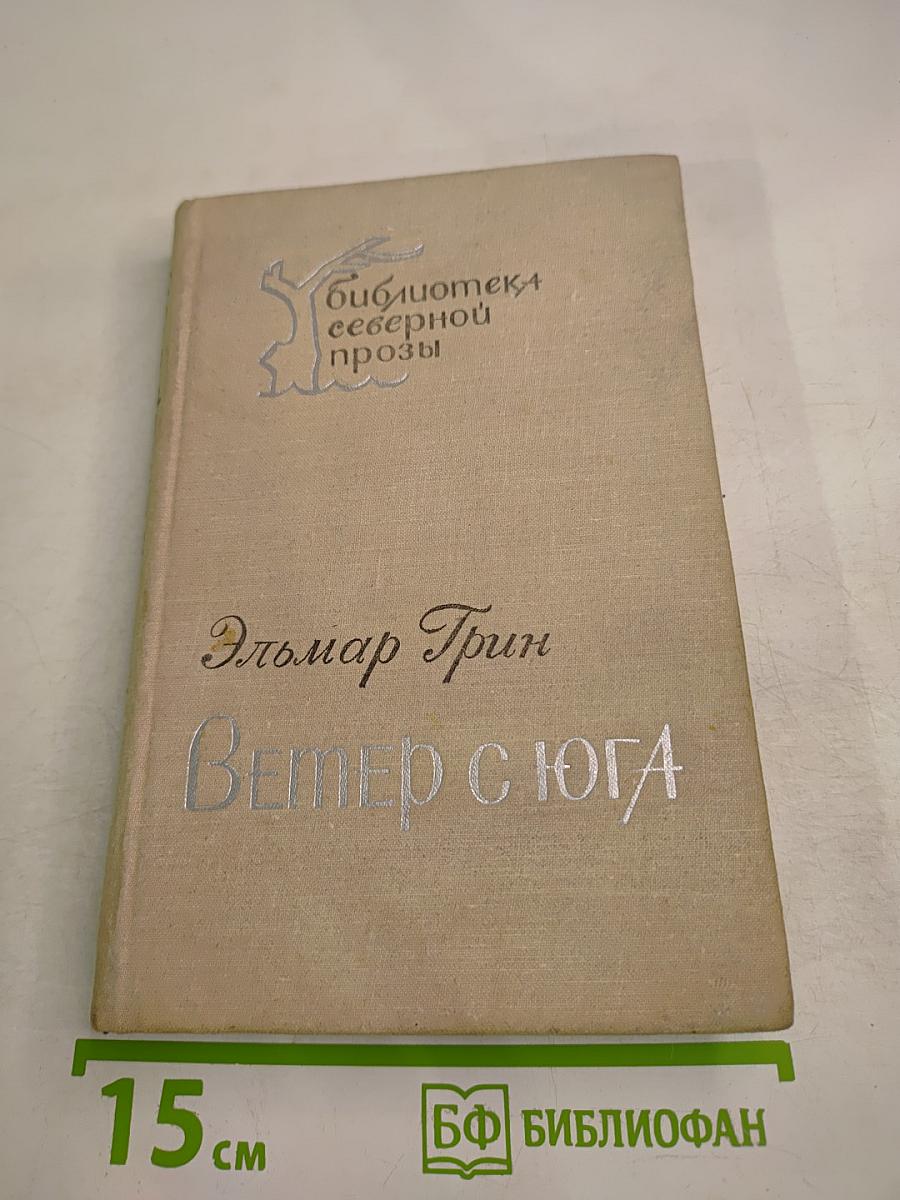 библиотека
северной
прозы
Эльмар Грин
Ветер с юга
15 см
БФ БИБЛИОФАН